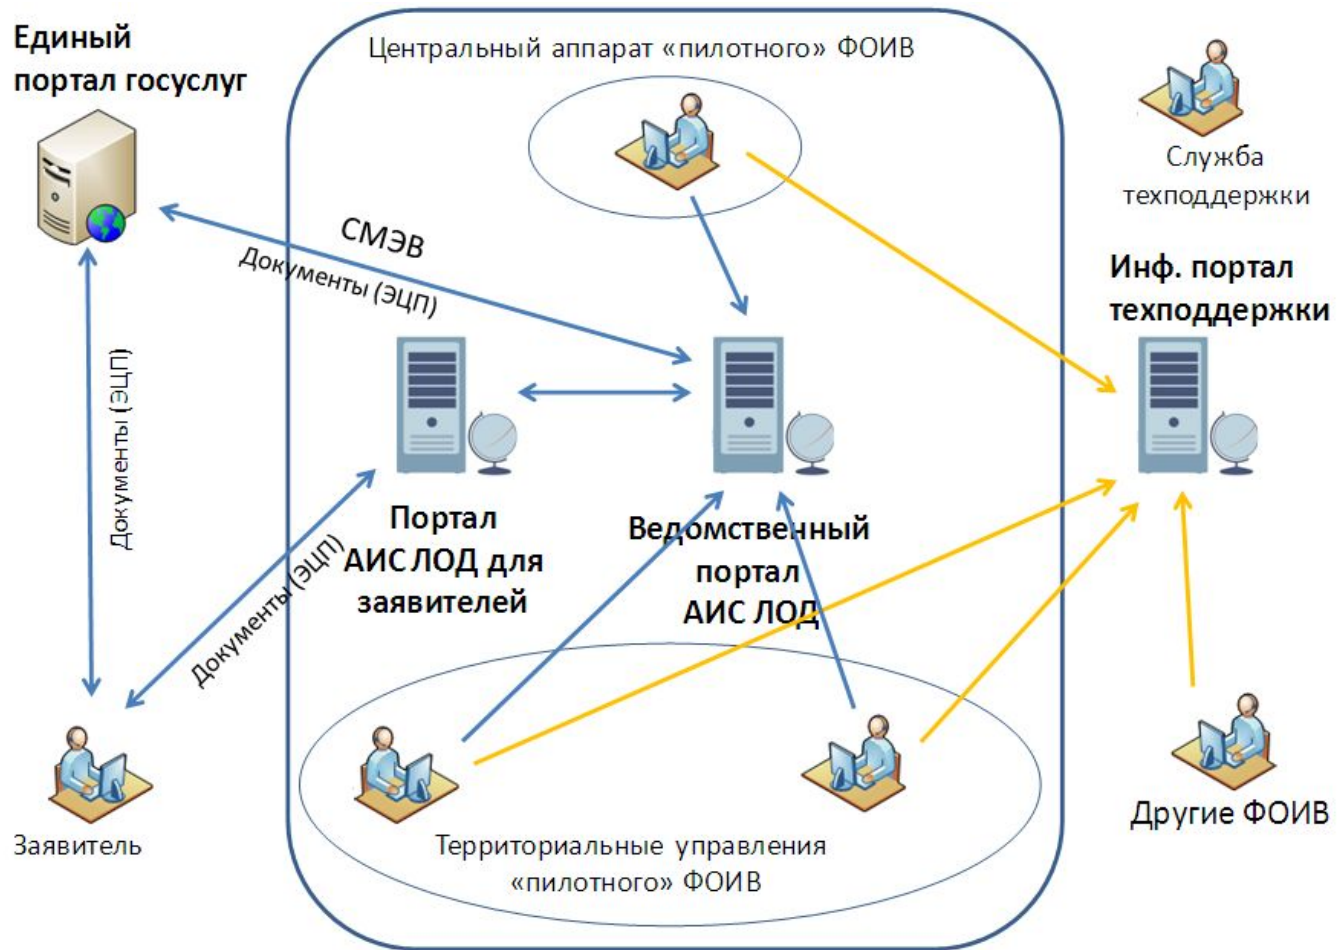 Единый
портал госуслуг
Центральный аппарат «пилотного» ФОИВ
Служба
техподдержки
СМЭВ
Документы (ЭЦП)
Инф. портал
техподдержки
Документы (ЭЦП)
Портал
АИС ЛОД для
заявителей
Ведомственный
портал
АИС ЛОД
Документы (ЭЦП)
Заявитель
Территориальные управления
«пилотного» ФОИВ
Другие ФОИВ